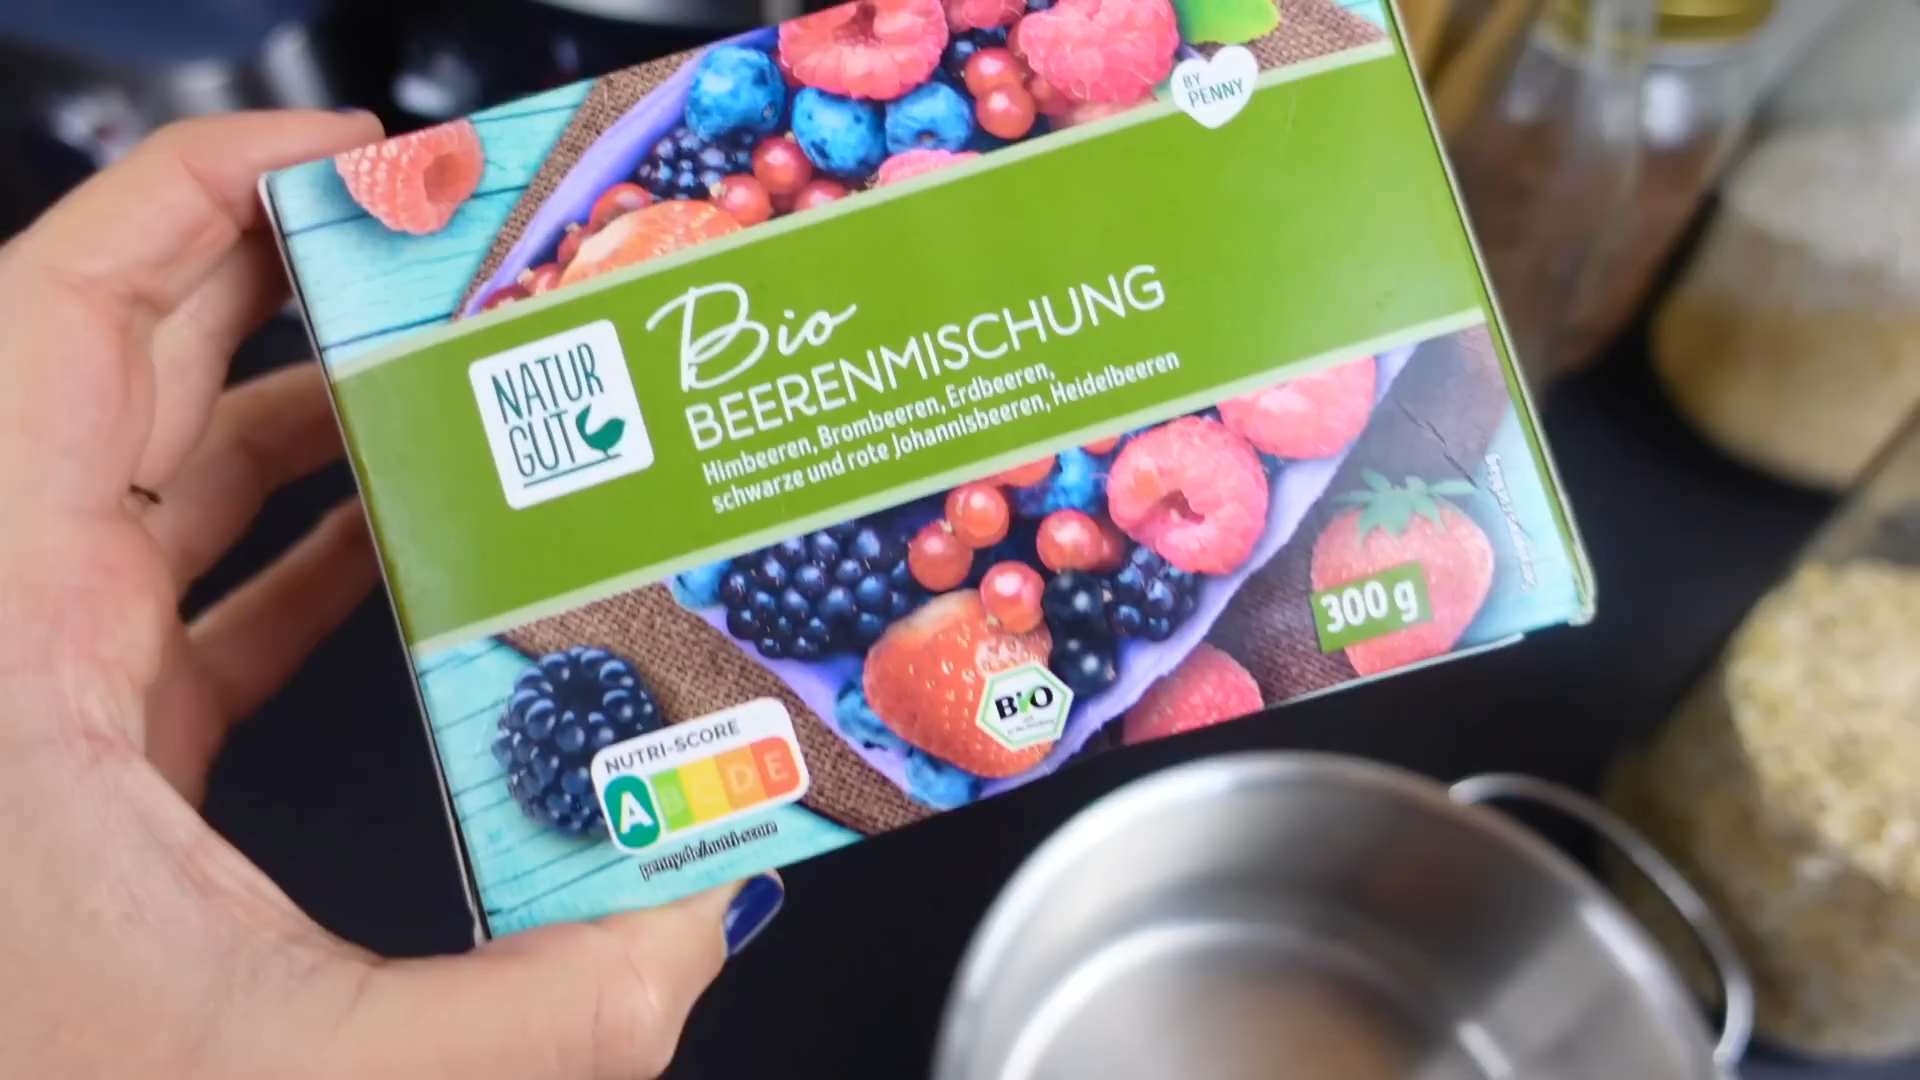 BY
PENNY
Bio
BEERENMISCHUNG
Himbeeren, Brombeeren, Erdbeeren,
schwarze und rote Johannisbeeren, Heidelbeeren
NATUR
GUT
300 g
BIO
NUTRI-SCORE
A B C D E
penny.de/nutri-score